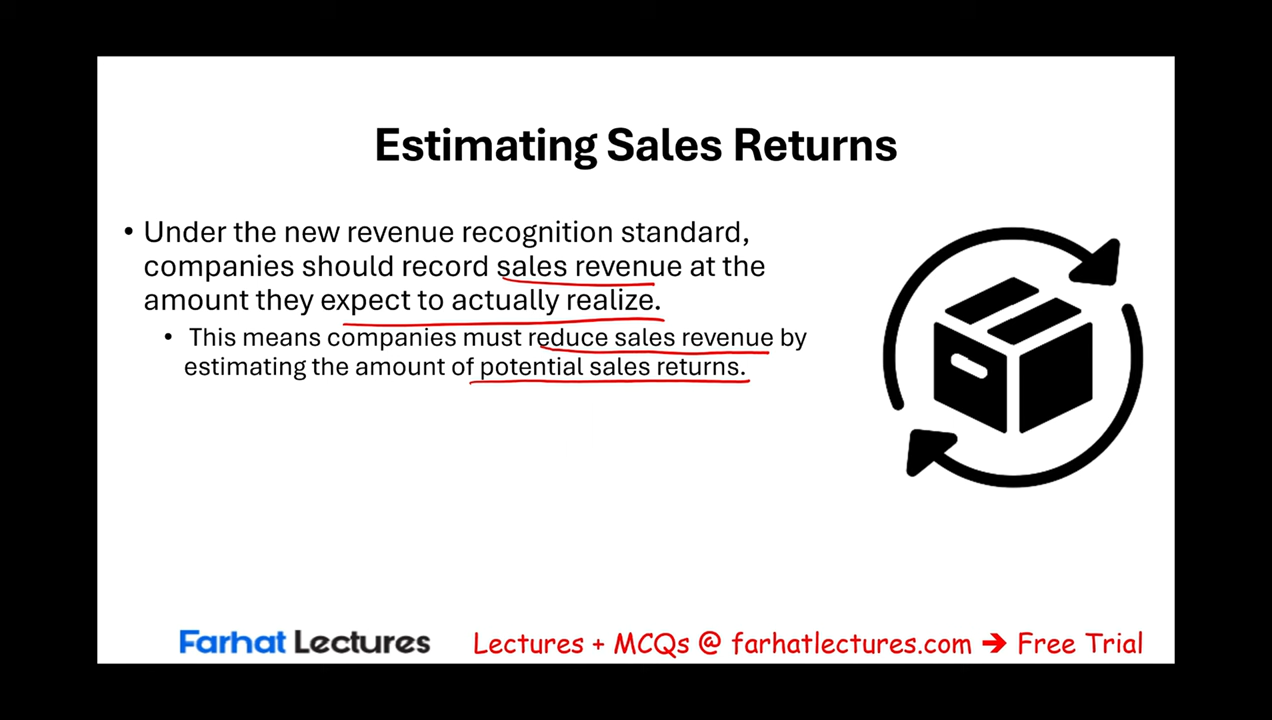 Estimating Sales Returns
• Under the new revenue recognition standard,
companies should record sales revenue at the
amount they expect to actually realize.
• This means companies must reduce sales revenue by
estimating the amount of potential sales returns.
Farhat Lectures Lectures + MCQs @ farhatlectures.com ➔ Free Trial